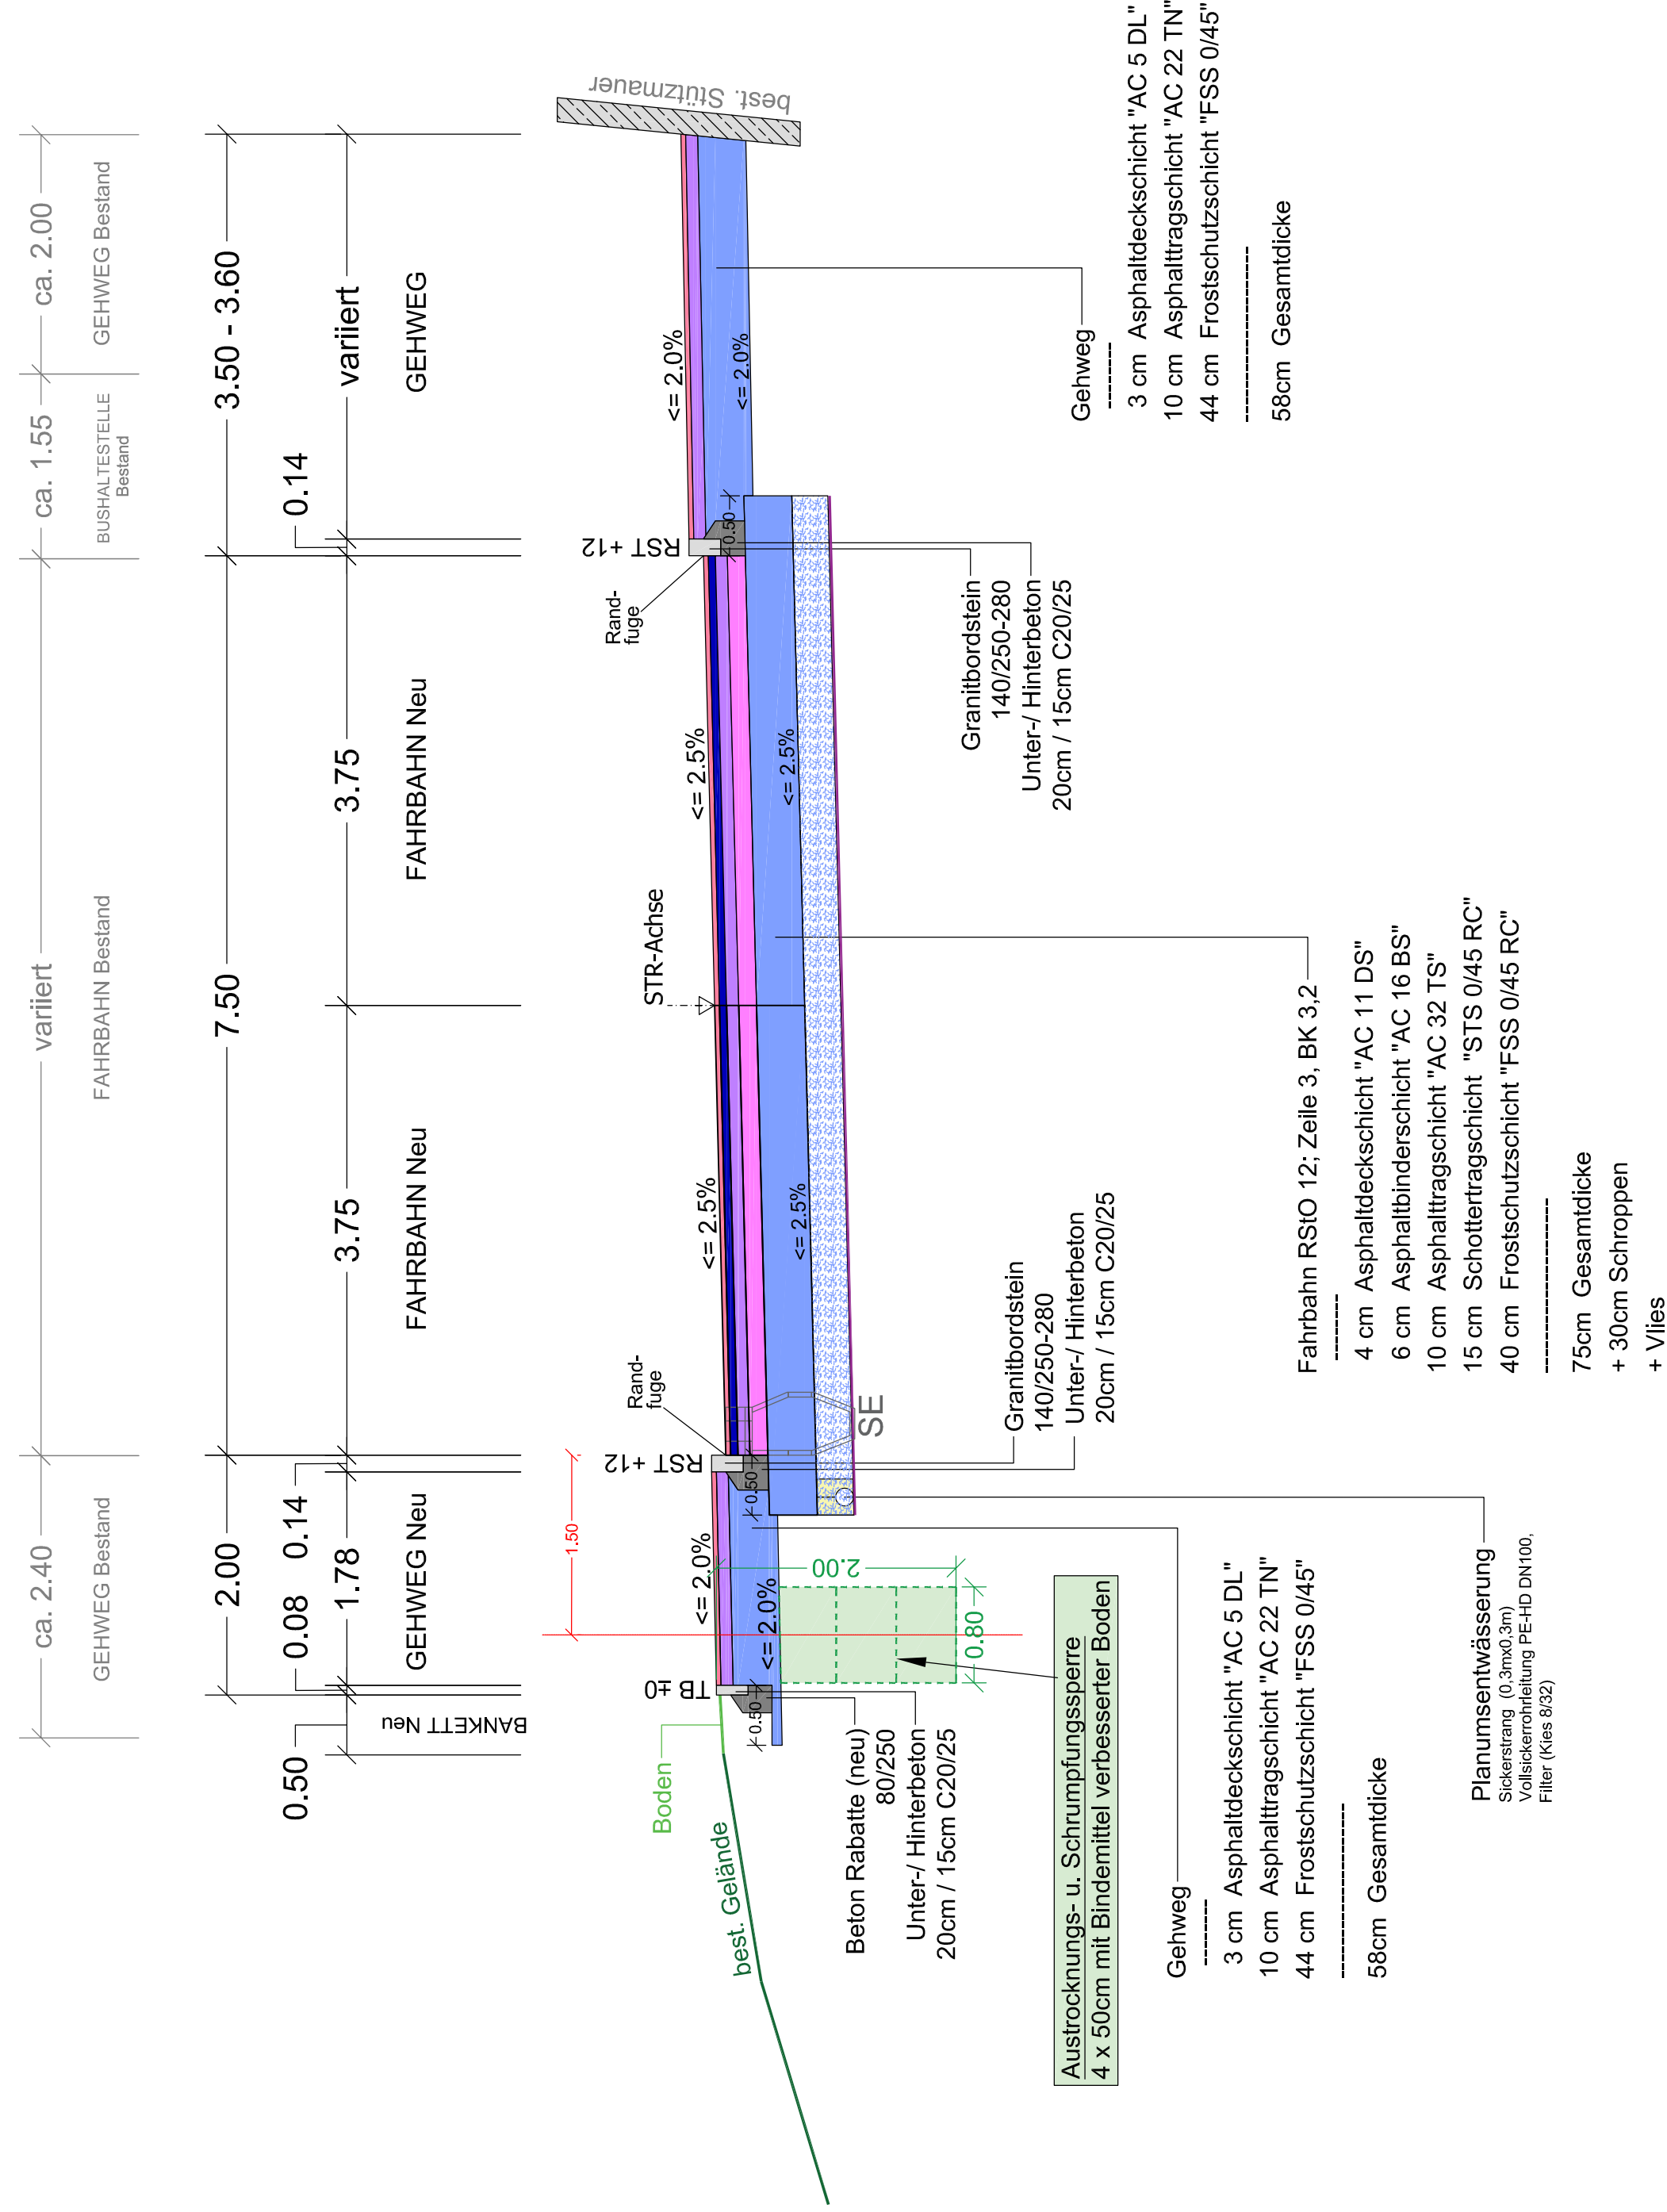 ca. 2.40
variiert
ca. 1.55
ca. 2.00
GEHWEG Bestand
FAHRBAHN Bestand
BUSHALTESTELLE
Bestand
GEHWEG Bestand
2.00
7.50
3.50 - 3.60
0.50
0.08
0.14
0.14
1.78
3.75
3.75
variiert
BANKETT Neu
GEHWEG Neu
FAHRBAHN Neu
FAHRBAHN Neu
GEHWEG
1.50
best. Stützmauer
RST +12
RST +12
TB ±0
Rand-
fuge
Rand-
fuge
STR-Achse
Boden
best. Gelände
<= 2.0%
<= 2.5%
<= 2.5%
<= 2.0%
<= 2.0%
<= 2.5%
<= 2.5%
<= 2.0%
0.50
0.50
0.50
2.00
0.80
SE
Beton Rabatte (neu)
80/250
Unter-/ Hinterbeton
20cm / 15cm C20/25
Granitbordstein
140/250-280
Unter-/ Hinterbeton
20cm / 15cm C20/25
Granitbordstein
140/250-280
Unter-/ Hinterbeton
20cm / 15cm C20/25
Austrocknungs- u. Schrumpfungssperre
4 x 50cm mit Bindemittel verbesserter Boden
Gehweg
---------
3 cm Asphaltdeckschicht "AC 5 DL"
10 cm Asphalttragschicht "AC 22 TN"
44 cm Frostschutzschicht "FSS 0/45"
------------------------
58cm Gesamtdicke
Planumsentwässerung
Sickerstrang (0,3mx0,3m)
Vollsickerrohrleitung PE-HD DN100,
Filter (Kies 8/32)
Fahrbahn RStO 12; Zeile 3, BK 3,2
---------
4 cm Asphaltdeckschicht "AC 11 DS"
6 cm Asphaltbinderschicht "AC 16 BS"
10 cm Asphalttragschicht "AC 32 TS"
15 cm Schottertragschicht "STS 0/45 RC"
40 cm Frostschutzschicht "FSS 0/45 RC"
------------------------
75cm Gesamtdicke
+ 30cm Schroppen
+ Vlies
Gehweg
---------
3 cm Asphaltdeckschicht "AC 5 DL"
10 cm Asphalttragschicht "AC 22 TN"
44 cm Frostschutzschicht "FSS 0/45"
------------------------
58cm Gesamtdicke